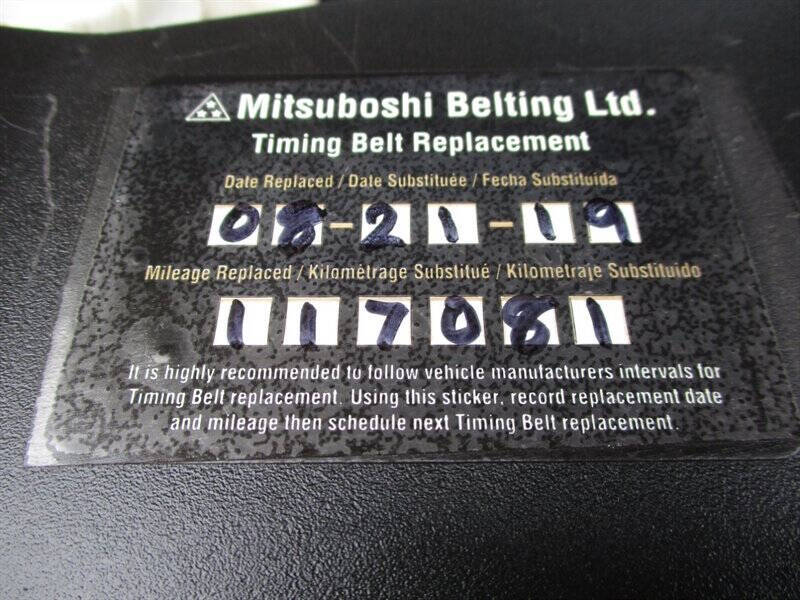 Mitsuboshi Belting Ltd.
Timing Belt Replacement
Date Replaced / Date Substituée / Fecha Substituida
08-21-19
Mileage Replaced / Kilométrage Substitué / Kilometraje Substituido
117081
It is highly recommended to follow vehicle manufacturers intervals for
Timing Belt replacement. Using this sticker, record replacement date
and mileage then schedule next Timing Belt replacement.